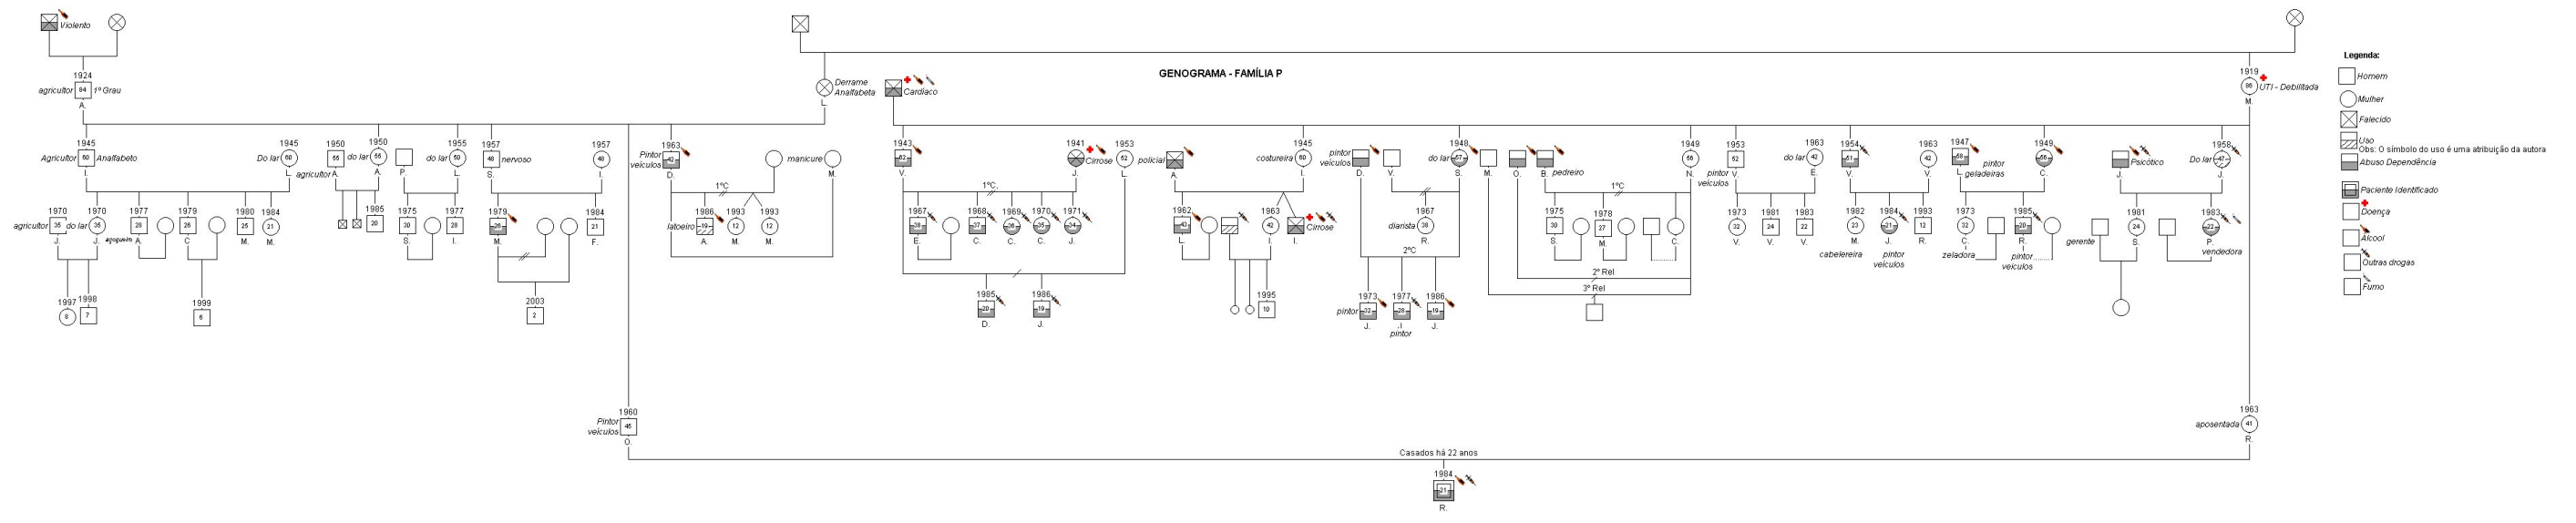 Violento
1924
agricultor 84 1º Grau
A.
Derrame
Analfabeta
L.
Cardíaco
GENOGRAMA - FAMÍLIA P
1919
UTI - Debilitada
M.
Legenda:
Homem
Mulher
Falecido
Uso
Obs: O símbolo do uso é uma atribuição da autora
Abuso Dependência
Paciente Identificado
Doença
Alcool
Outras drogas
Fumo
1945
Agricultor 60 Analfabeto
I.
1945
Do lar 60
L.
1950
55
agricultor A.
1950
do lar 55
A.
P.
1955
do lar 50
L.
1957
48 nervoso
S.
1957
48
I.
1963
Pintor
veículos 42
D.
manicure
M.
1943
62
V.
1941
Cirrose
J.
1953
52
L.
policial
A.
1945
costureira 60
I.
pintor
veículos
D.
V.
1948
do lar 57
S.
M.
O.
B. pedreiro
1949
56
N.
1953
52
pintor V.
veículos
1963
do lar 42
E.
1954
51
V.
1963
42
V.
1947
58 pintor
L. geladeiras
1949
56
C.
Psicótico
J.
1958
Do lar 47
J.
1970
agricultor 35
J.
1970
do lar 35
J.
1977
28
açogueiro A.
1979
26
C
1980
25
M.
1984
21
M.
1985
20
1975
30
S.
1977
28
I.
1979
26
M.
1984
21
F.
1ºC
1986
latoeiro 19
A.
1993
12
M.
1993
12
M.
1ºC.
1967
38
E.
1968
37
C.
1969
36
C.
1970
35
C.
1971
34
J.
1962
43
L.
1963
42
I.
Cirrose
I.
1967
diarista 38
R.
2ºC
1ºC
1975
30
S.
1978
27
M.
C.
2º Rel
3º Rel
1973
32
V.
1981
24
V.
1983
22
V.
1982
23
M.
cabelereira
1984
21
J.
pintor
veículos
1993
12
R.
1973
32
C.
zeladora
1985
20
R.
pintor
veículos
gerente
1981
24
S.
1983
22
P.
vendedora
1997
8
1998
7
1999
6
2003
2
1985
20
D.
1986
19
J.
1995
10
1973
pintor 32
J.
1977
28
.I
pintor
1986
19
J.
1960
Pintor
veículos 45
O.
1963
aposentada 41
R.
Casados há 22 anos
1984
21
R.